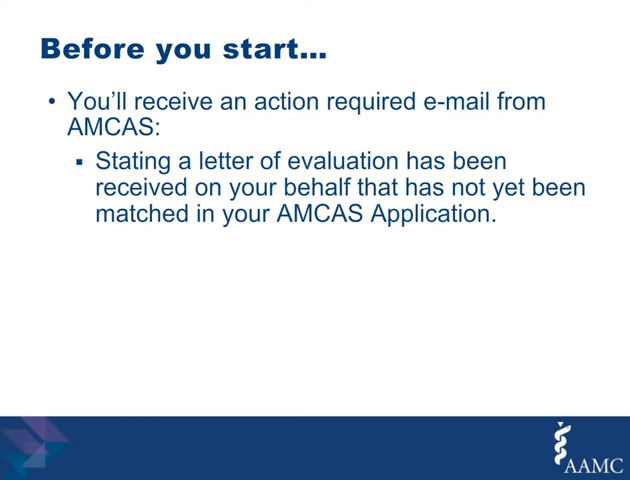 Before you start...
• You’ll receive an action required e-mail from
AMCAS:
▪ Stating a letter of evaluation has been
received on your behalf that has not yet been
matched in your AMCAS Application.
AAMC